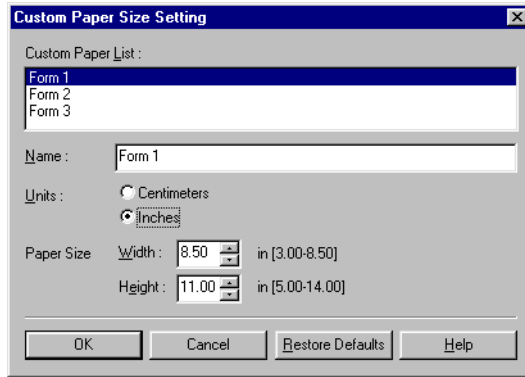 Custom Paper Size Setting
Custom Paper List :
Form 1
Form 2
Form 3
Name : Form 1
Units : Centimeters
Inches
Paper Size Width : 8.50 in [3.00-8.50]
Height : 11.00 in [5.00-14.00]
OK Cancel Restore Defaults Help